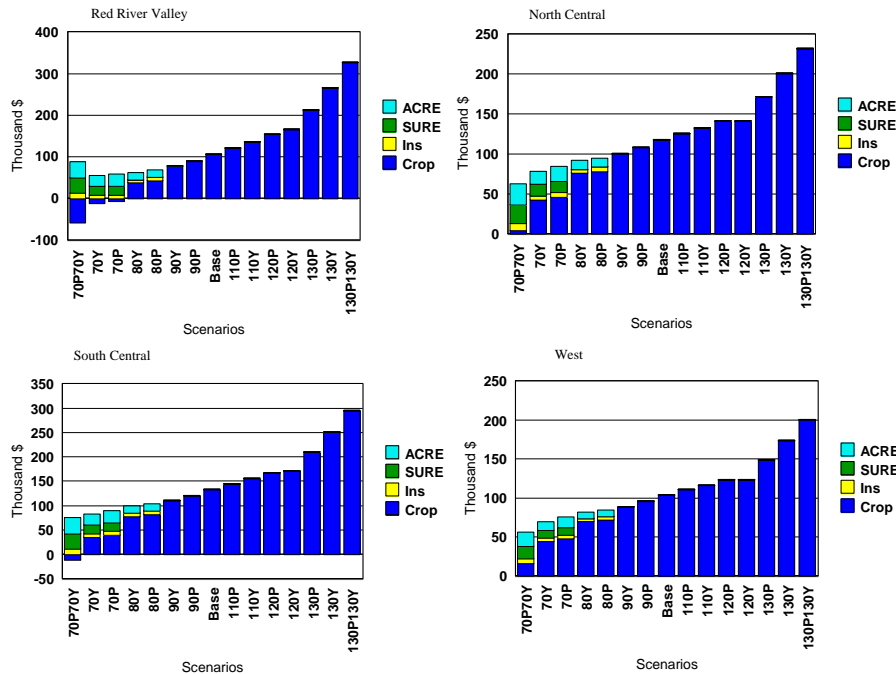 Red River Valley
400
300
200
100
0
-100
Thousand $
70P70Y
70Y
70P
80Y
80P
90Y
90P
Base
110P
110Y
120P
120Y
130P
130Y
130P130Y
Scenarios
ACRE
SURE
Ins
Crop
North Central
250
200
150
100
50
0
Thousand $
70P70Y
70Y
70P
80Y
80P
90Y
90P
Base
110P
110Y
120P
120Y
130P
130Y
130P130Y
Scenarios
ACRE
SURE
Ins
Crop
South Central
350
300
250
200
150
100
50
0
-50
Thousand $
70P70Y
70Y
70P
80Y
80P
90Y
90P
Base
110P
110Y
120P
120Y
130P
130Y
130P130Y
Scenarios
ACRE
SURE
Ins
Crop
West
250
200
150
100
50
0
Thousand $
70P70Y
70Y
70P
80Y
80P
90Y
90P
Base
110P
110Y
120P
120Y
130P
130Y
130P130Y
Scenarios
ACRE
SURE
Ins
Crop